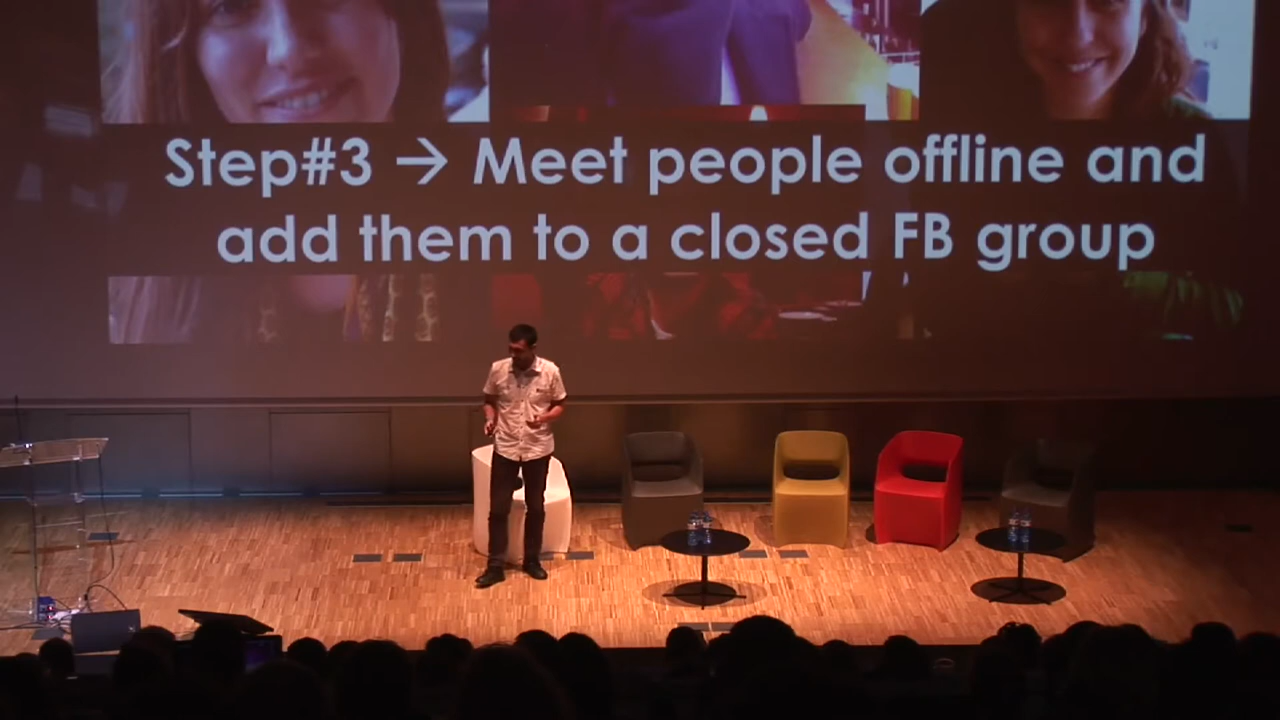 Step#3 → Meet people offline and
add them to a closed FB group